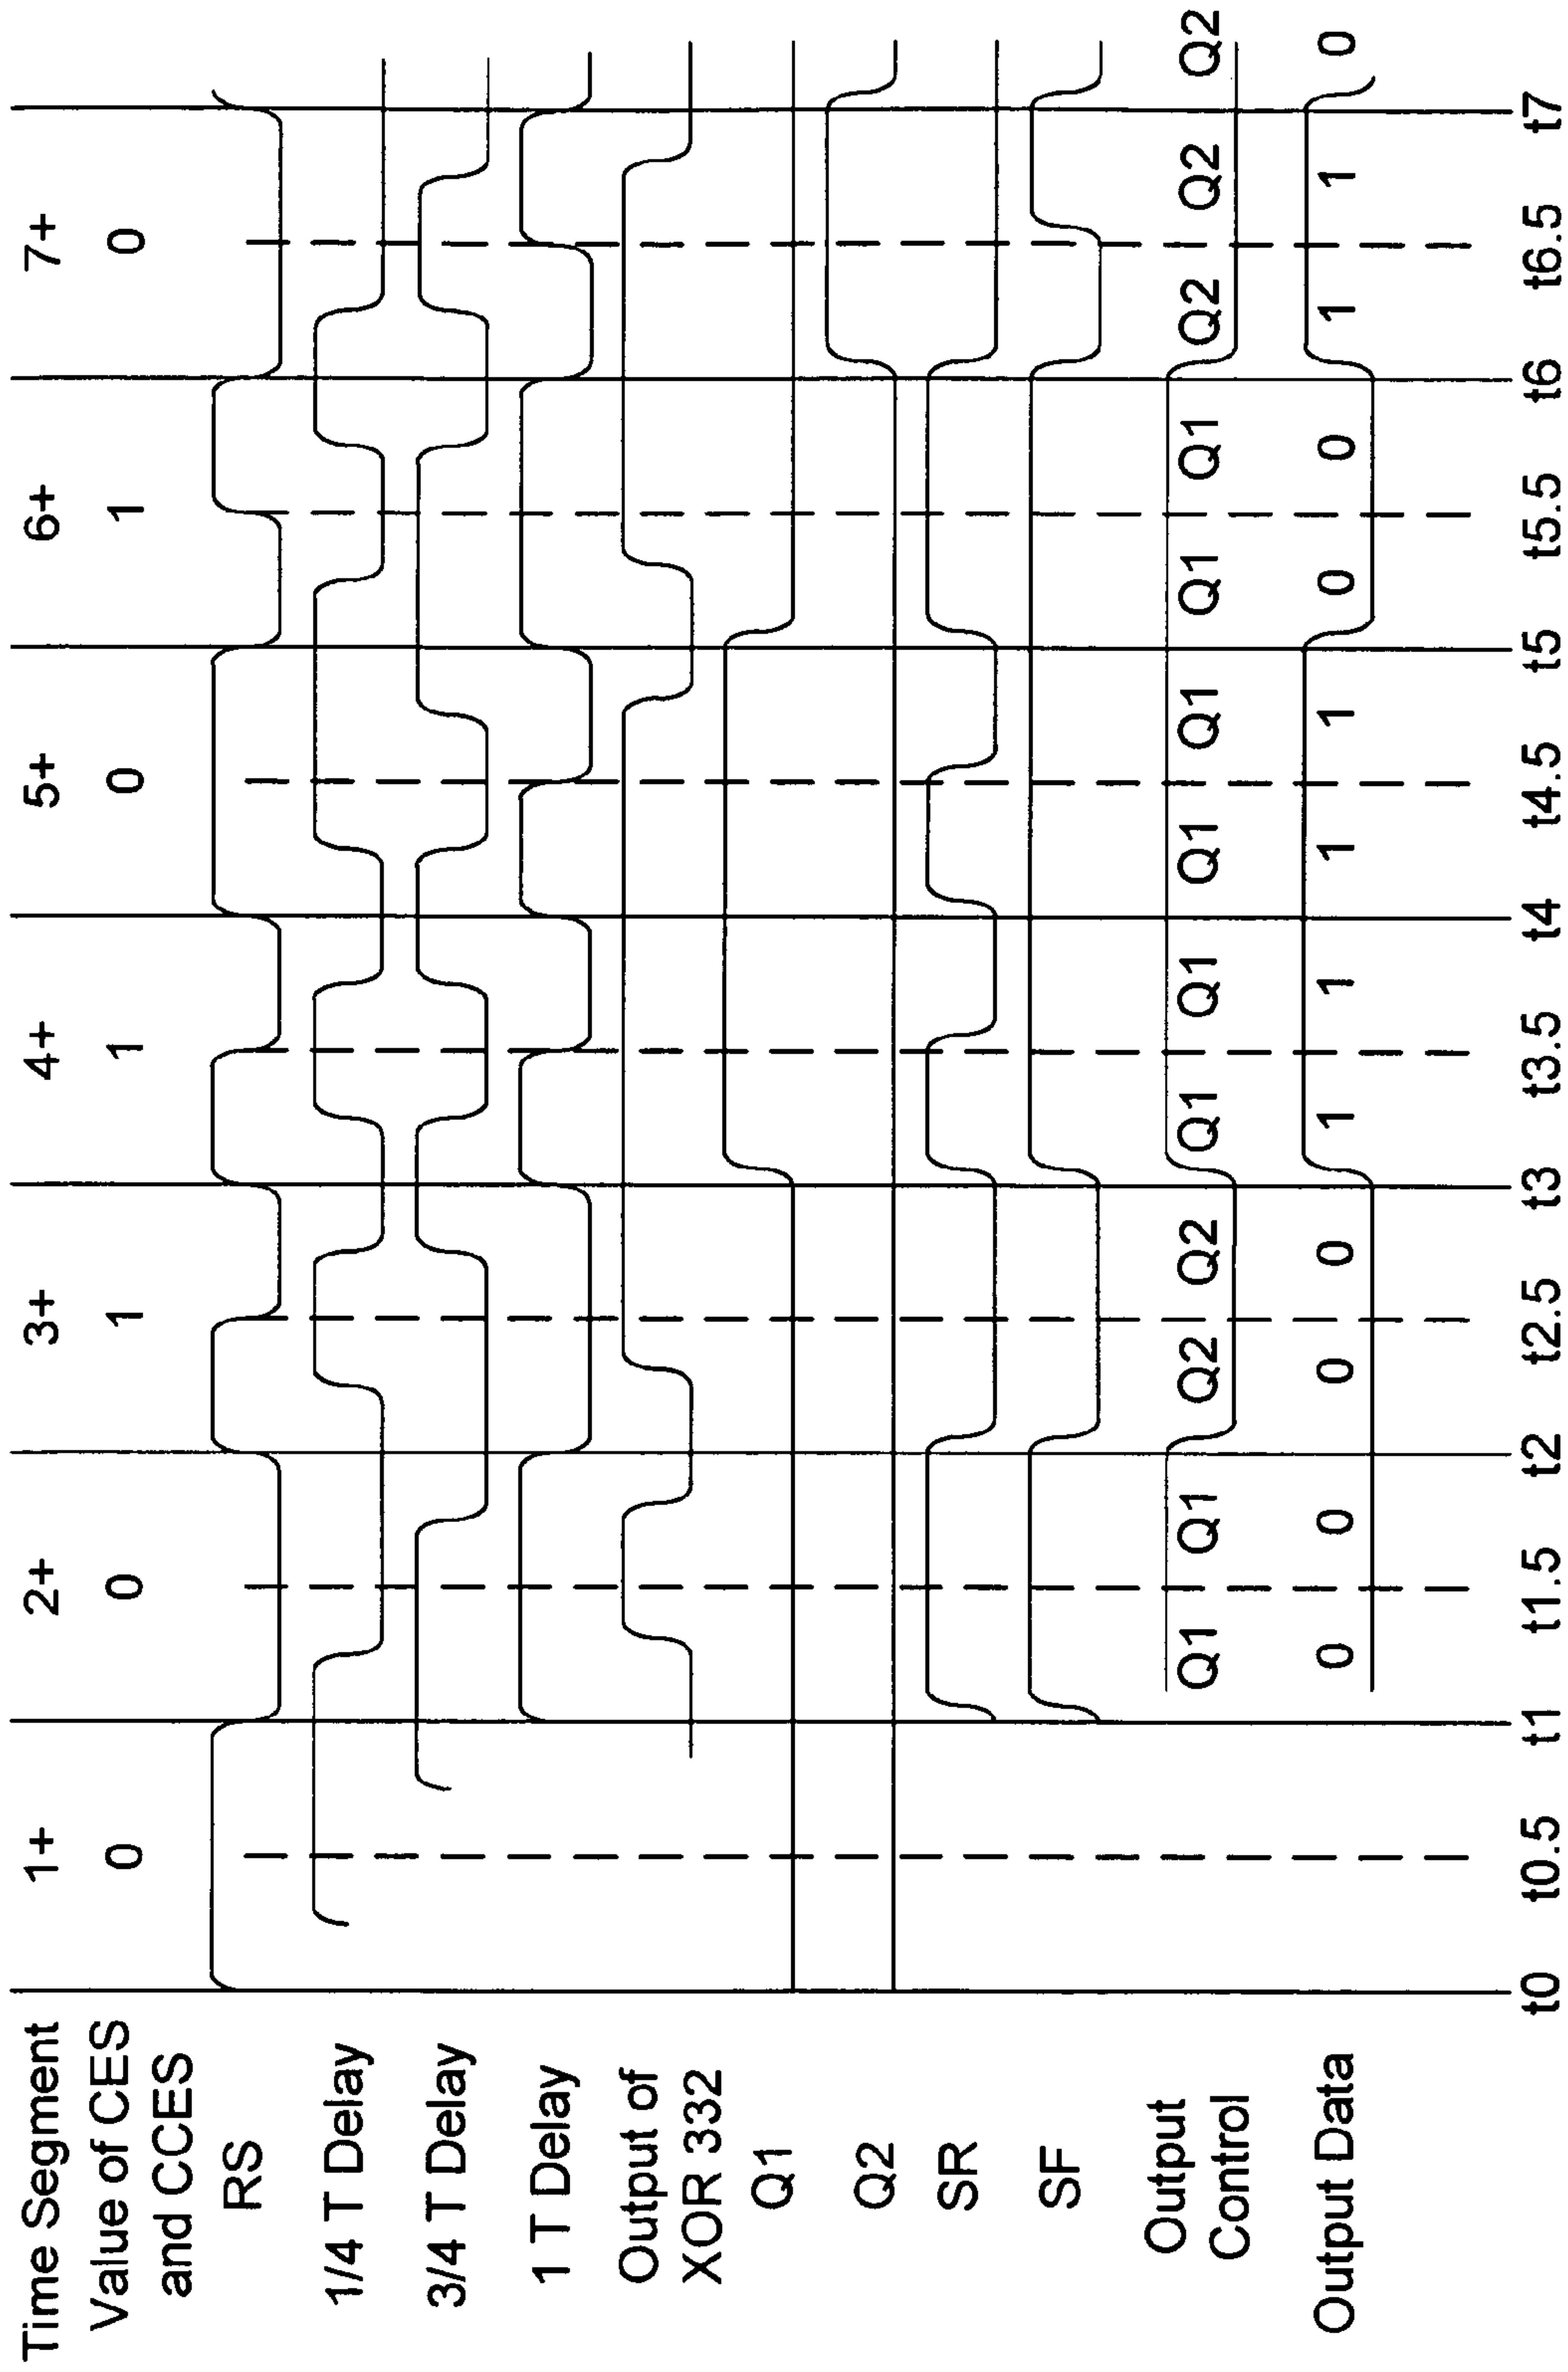 Time Segment 1+ 2+ 3+ 4+ 5+ 6+ 7+
Value of CES
and CCES
0 0 1 1 0 1 0
RS
1/4 T Delay
3/4 T Delay
1 T Delay
Output of
XOR 332
Q1
Q2
SR
SF
Output
Control
Q1 Q1 Q2 Q2 Q1 Q1 Q1 Q1 Q1 Q1 Q2 Q2 Q2
Output Data 0 0 0 0 1 1 1 1 0 0 1 1 0
t0 t0.5 t1 t1.5 t2 t2.5 t3 t3.5 t4 t4.5 t5 t5.5 t6 t6.5 t7